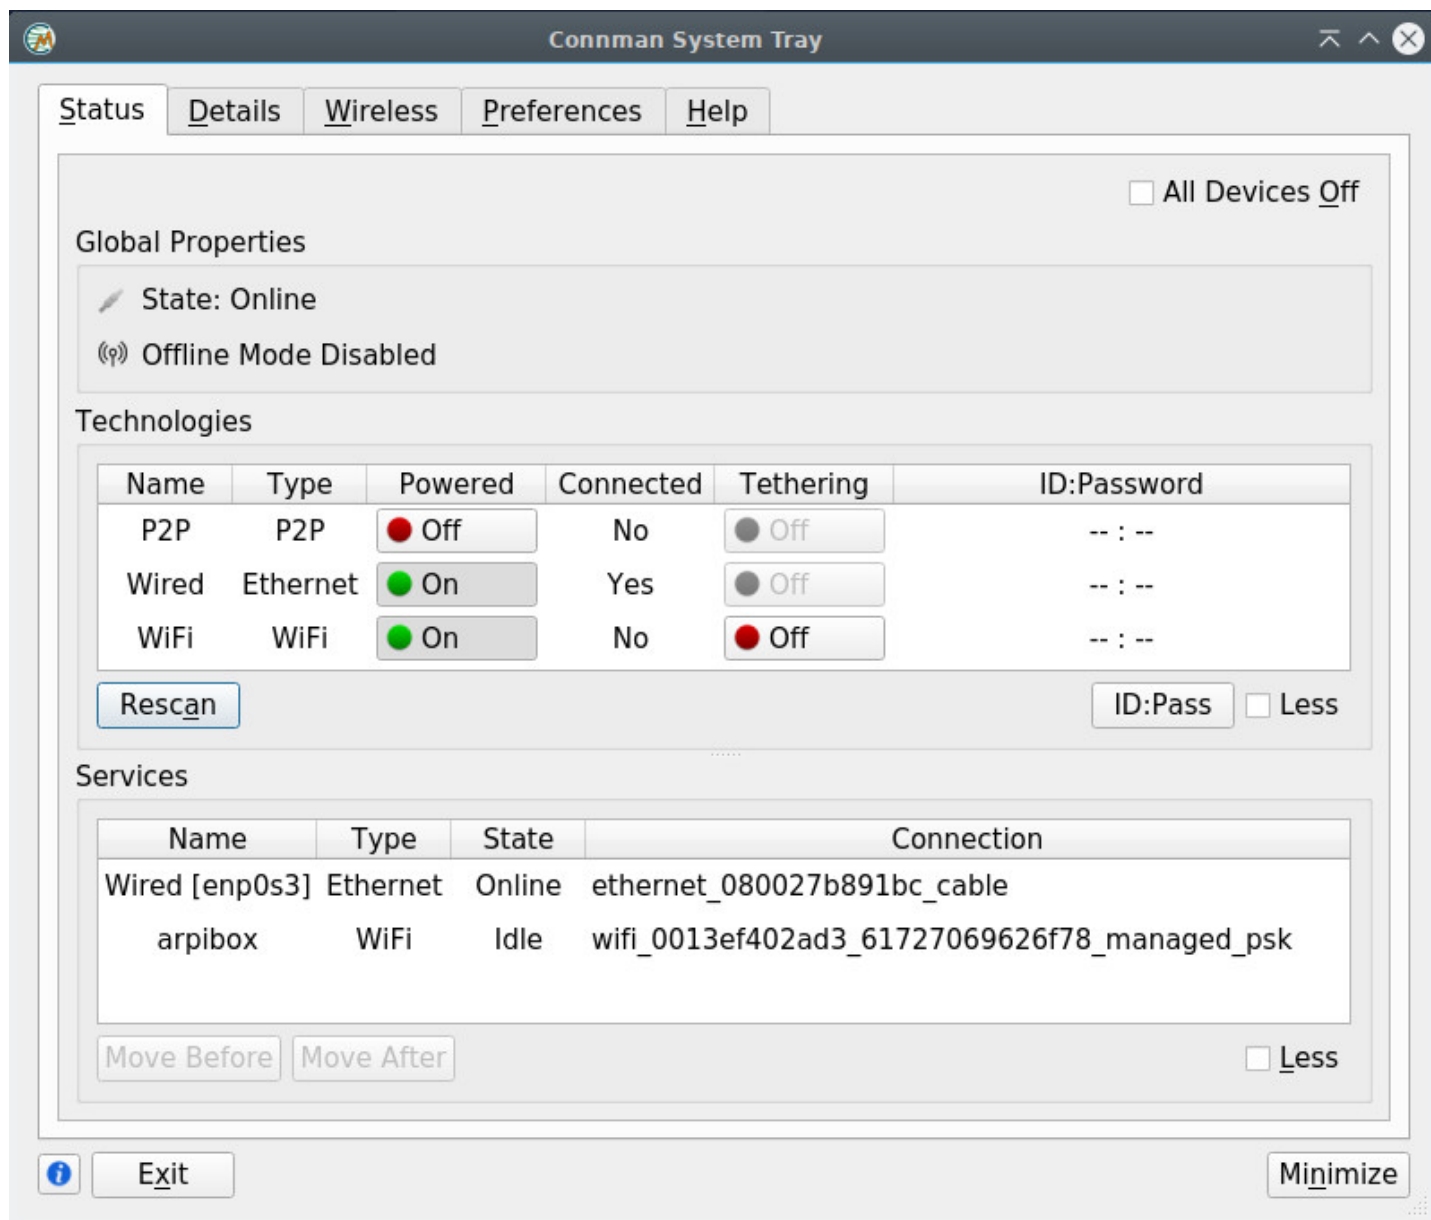 Connman System Tray
Status Details Wireless Preferences Help
All Devices Off
Global Properties
State: Online
Offline Mode Disabled
Technologies
Name Type Powered Connected Tethering ID:Password
P2P P2P Off No Off -- : --
Wired Ethernet On Yes Off -- : --
WiFi WiFi On No Off -- : --
Rescan ID:Pass Less
Services
Name Type State Connection
Wired [enp0s3] Ethernet Online ethernet_080027b891bc_cable
arpibox WiFi Idle wifi_0013ef402ad3_61727069626f78_managed_psk
Move Before Move After Less
Exit Minimize